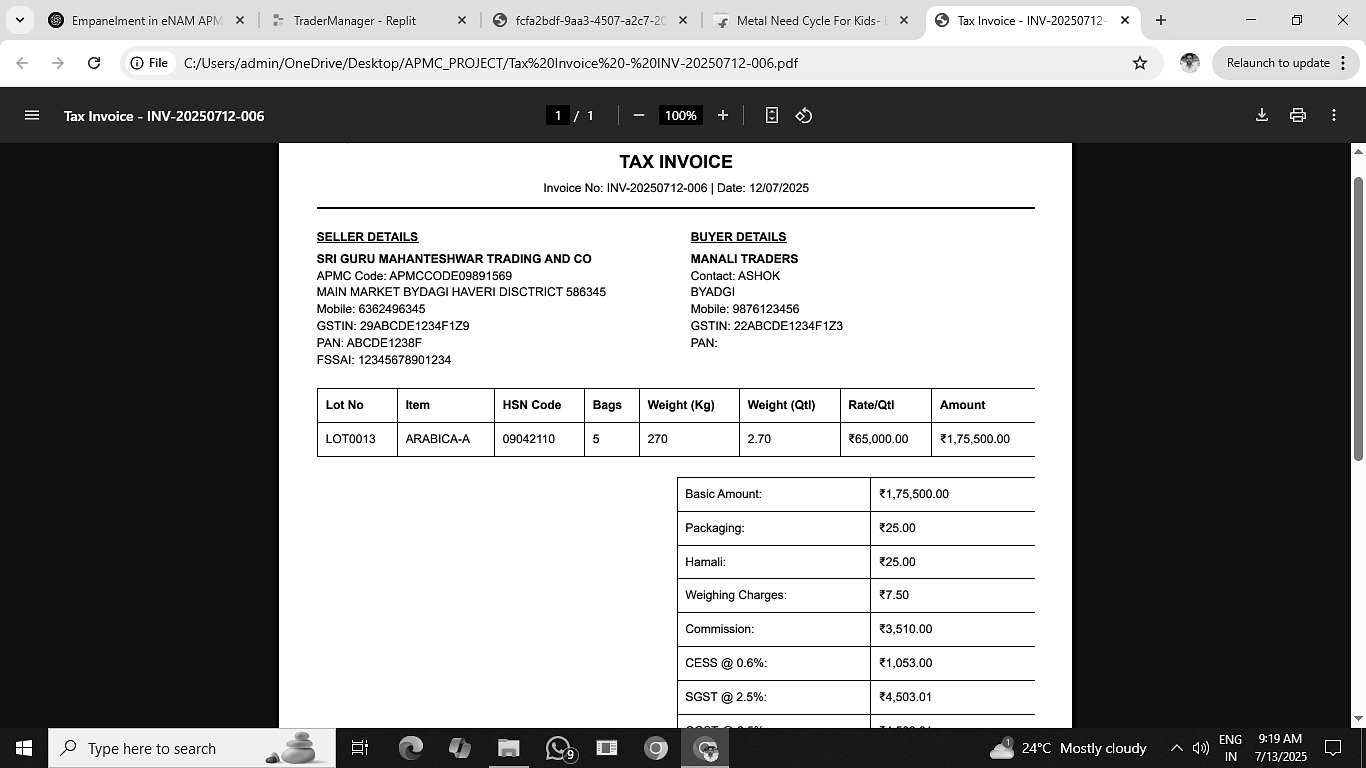 Empanelment in eNAM APM
TraderManager - Replit
fcfa2bdf-9aa3-4507-a2c7-20
Metal Need Cycle For Kids-
Tax Invoice - INV-20250712-
File
C:/Users/admin/OneDrive/Desktop/APMC_PROJECT/Tax%20Invoice%20-%20INV-20250712-006.pdf
Relaunch to update
Tax Invoice - INV-20250712-006
1 / 1
100%
TAX INVOICE
Invoice No: INV-20250712-006 | Date: 12/07/2025
SELLER DETAILS
SRI GURU MAHANTESHWAR TRADING AND CO
APMC Code: APMCCODE09891569
MAIN MARKET BYDAGI HAVERI DISCTRICT 586345
Mobile: 6362496345
GSTIN: 29ABCDE1234F1Z9
PAN: ABCDE1238F
FSSAI: 12345678901234
BUYER DETAILS
MANALI TRADERS
Contact: ASHOK
BYADGI
Mobile: 9876123456
GSTIN: 22ABCDE1234F1Z3
PAN:
Lot No Item HSN Code Bags Weight (Kg) Weight (Qtl) Rate/Qtl Amount
LOT0013 ARABICA-A 09042110 5 270 2.70 ₹65,000.00 ₹1,75,500.00
Basic Amount: ₹1,75,500.00
Packaging: ₹25.00
Hamali: ₹25.00
Weighing Charges: ₹7.50
Commission: ₹3,510.00
CESS @ 0.6%: ₹1,053.00
SGST @ 2.5%: ₹4,503.01
Type here to search
9
1
24°C Mostly cloudy
ENG
IN
9:19 AM
7/13/2025